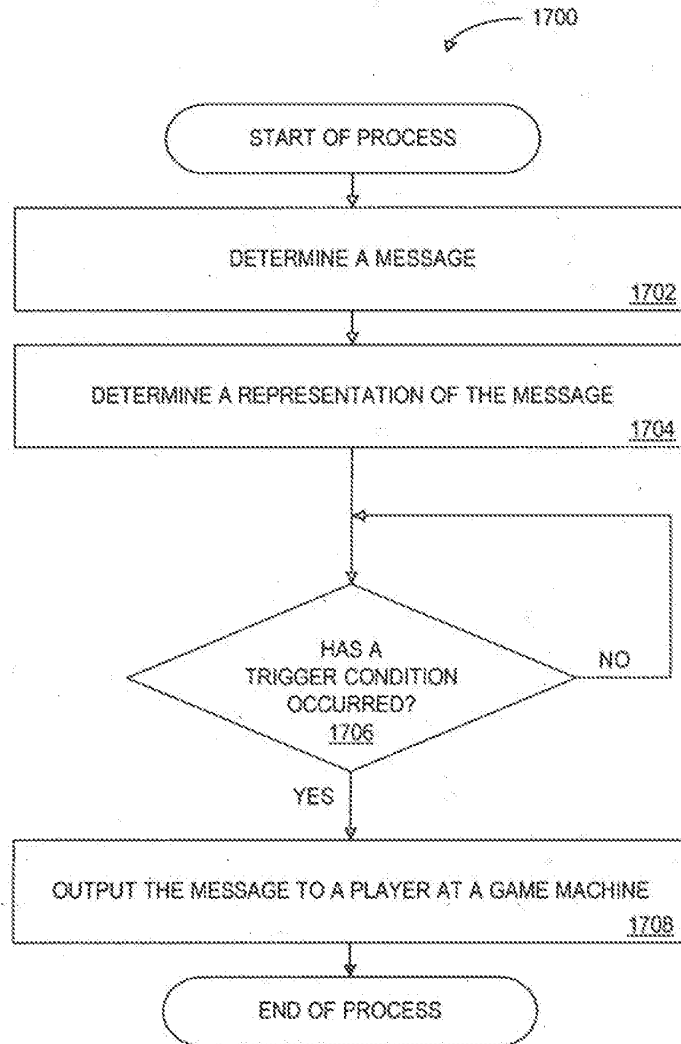 1700
START OF PROCESS
DETERMINE A MESSAGE
1702
DETERMINE A REPRESENTATION OF THE MESSAGE
1704
HAS A
TRIGGER CONDITION
OCCURRED?
1706
NO
YES
OUTPUT THE MESSAGE TO A PLAYER AT A GAME MACHINE
1708
END OF PROCESS